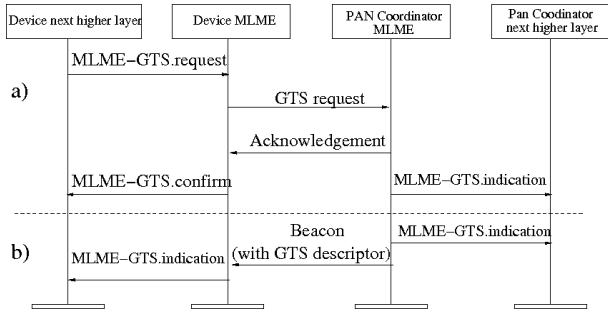 Device next higher layer
Device MLME
PAN Coordinator
MLME
Pan Coodinator
next higher layer
a)
MLME-GTS.request
GTS request
Acknowledgement
MLME-GTS.confirm
MLME-GTS.indication
b)
Beacon
(with GTS descriptor)
MLME-GTS.indication
MLME-GTS.indication